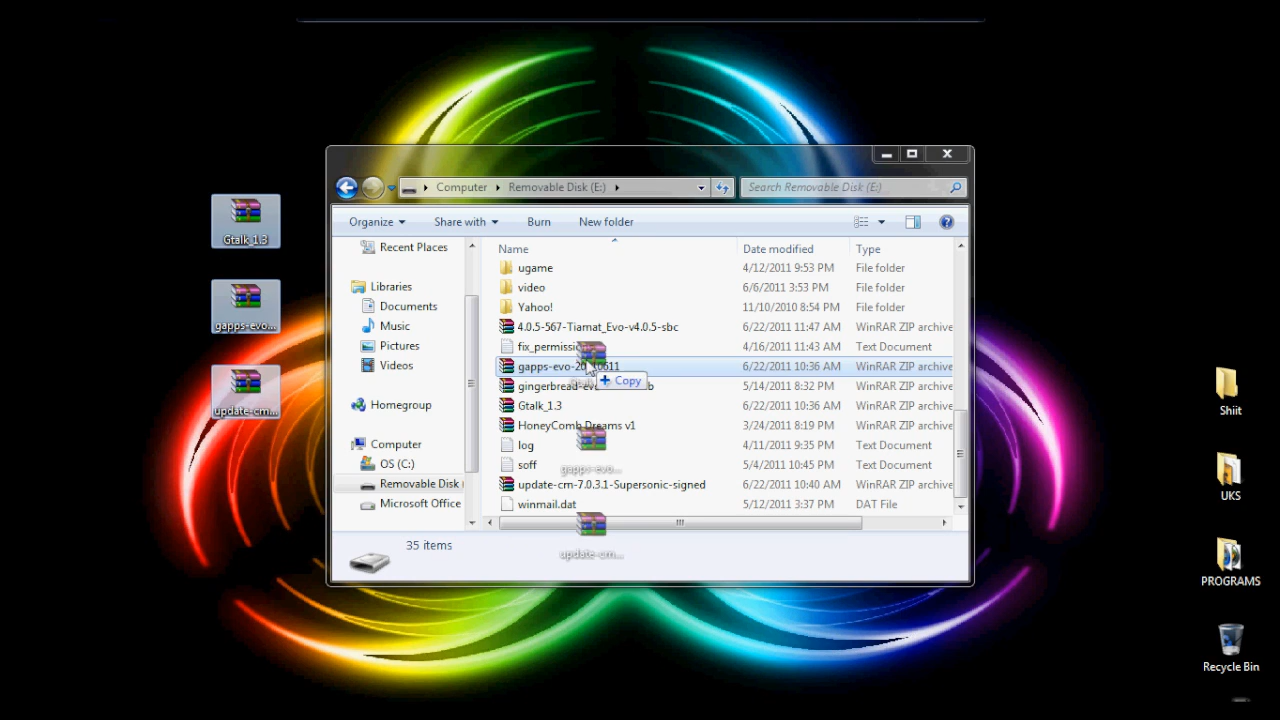 Computer
Removable Disk (E:)
Search Removable Disk (E:)
Organize
Share with
Burn
New folder
Gtalk_1.3
gapps-evo...
update-cm...
Recent Places
Libraries
Documents
Music
Pictures
Videos
Homegroup
Computer
OS (C:)
Removable Disk
Microsoft Office
Name Date modified Type
ugame 4/12/2011 9:53 PM File folder
video 6/6/2011 3:53 PM File folder
Yahoo! 11/10/2010 8:54 PM File folder
4.0.5-567-Tiamat_Evo-v4.0.5-sbc 6/22/2011 11:47 AM WinRAR ZIP archive
4/16/2011 11:43 AM Text Document
6/22/2011 10:36 AM WinRAR ZIP archive
Copy
5/14/2011 8:32 PM WinRAR ZIP archive
Gtalk_1.3 6/22/2011 10:36 AM WinRAR ZIP archive
HoneyComb Dreams v1 3/24/2011 8:19 PM WinRAR ZIP archive
log 4/11/2011 9:35 PM Text Document
gapps-evo...
soff 5/4/2011 10:45 PM Text Document
update-cm-7.0.3.1-Supersonic-signed 6/22/2011 10:40 AM WinRAR ZIP archive
winmail.dat 5/12/2011 3:37 PM DAT File
update-cm...
35 items
Shiit
UKS
PROGRAMS
Recycle Bin